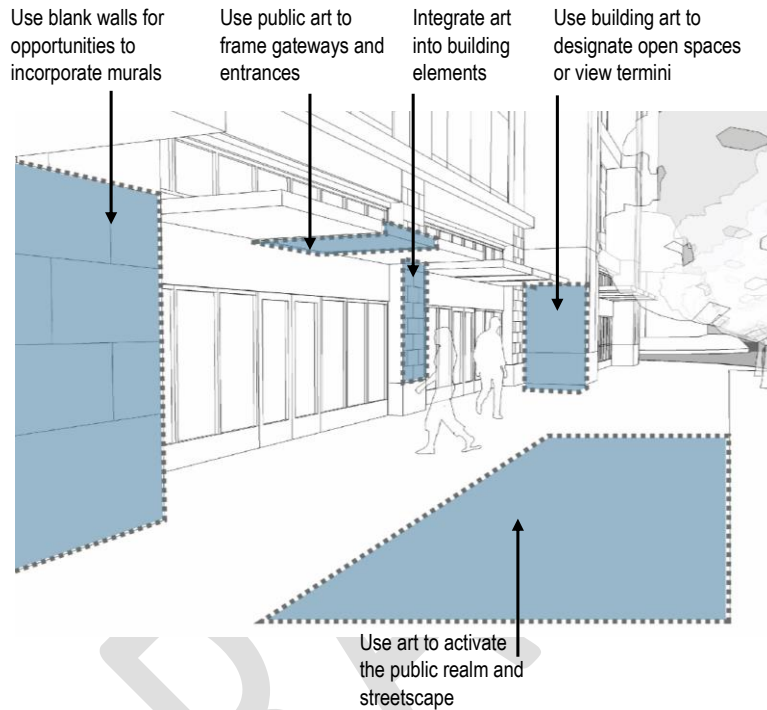 Use blank walls for
opportunities to
incorporate murals
Use public art to
frame gateways and
entrances
Integrate art
into building
elements
Use building art to
designate open spaces
or view termini
Use art to activate
the public realm and
streetscape